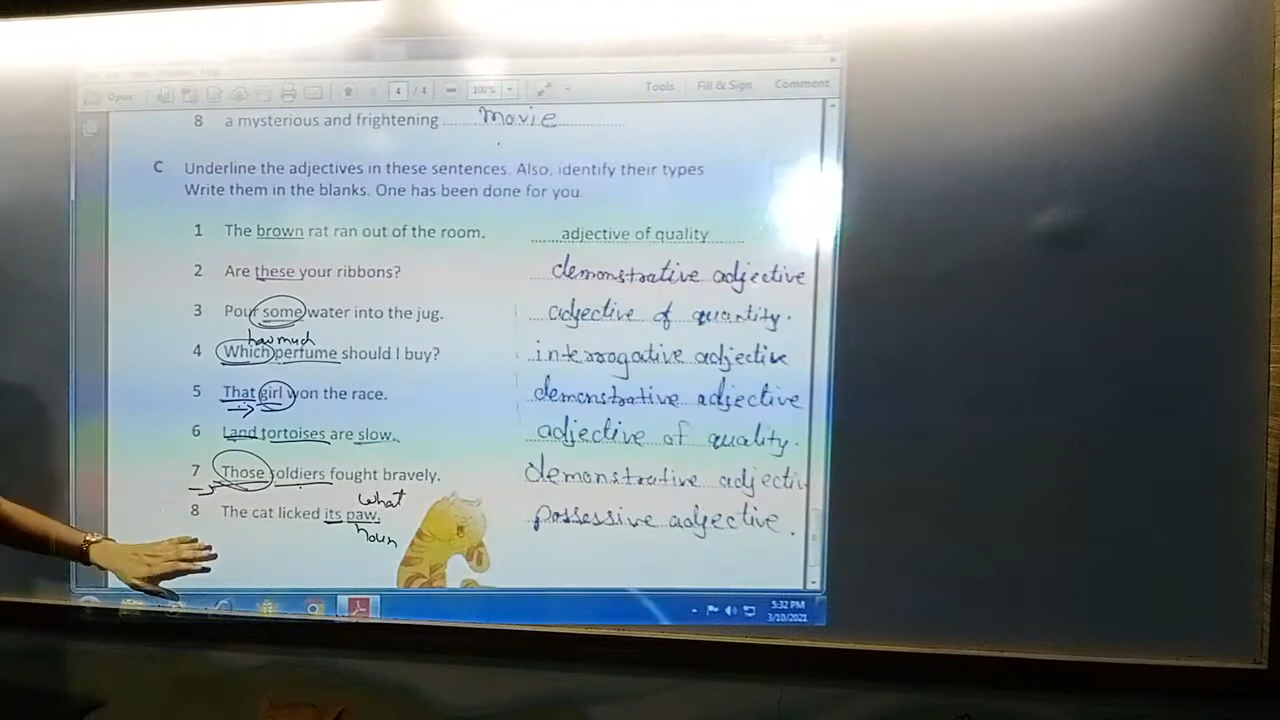 Open 4 / 4 100% Tools Fill & Sign Comment
8 a mysterious and frightening movie
C Underline the adjectives in these sentences. Also, identify their types
Write them in the blanks. One has been done for you
1 The brown rat ran out of the room. adjective of quality
2 Are these your ribbons? demonstrative adjective
3 Pour some water into the jug. adjective of quantity.
how much
4 Which perfume should I buy? interrogative adjective
5 That girl won the race. demonstrative adjective
6 Land tortoises are slow. adjective of quality.
7 Those soldiers fought bravely. demonstrative adjectiv
what
8 The cat licked its paw. possessive adjective.
noun
5:32 PM
3/10/2021